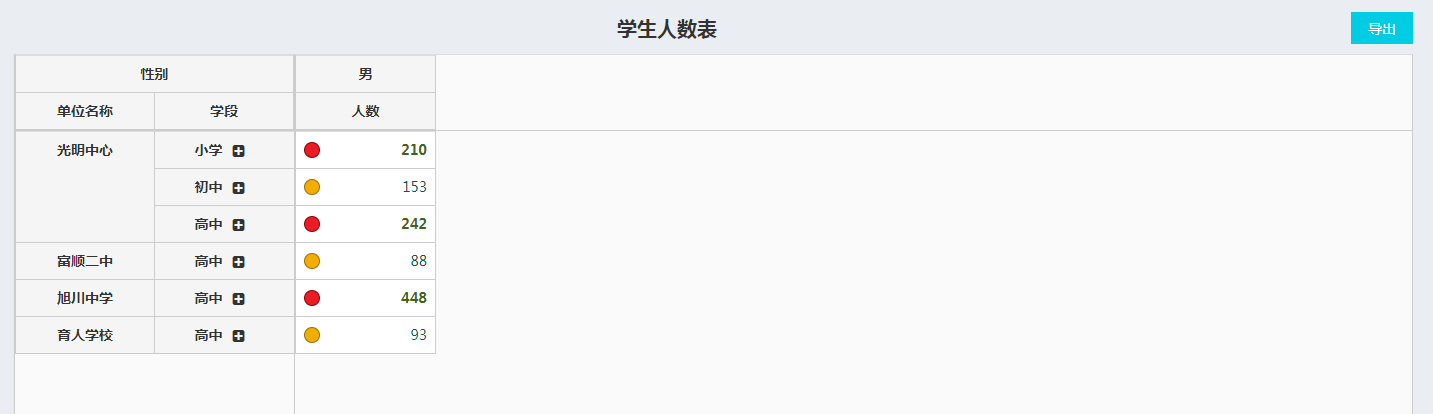 学生人数表
导出
性别 男
单位名称 学段 人数
光明中心 小学 210
初中 153
高中 242
富顺二中 高中 88
旭川中学 高中 448
育人学校 高中 93